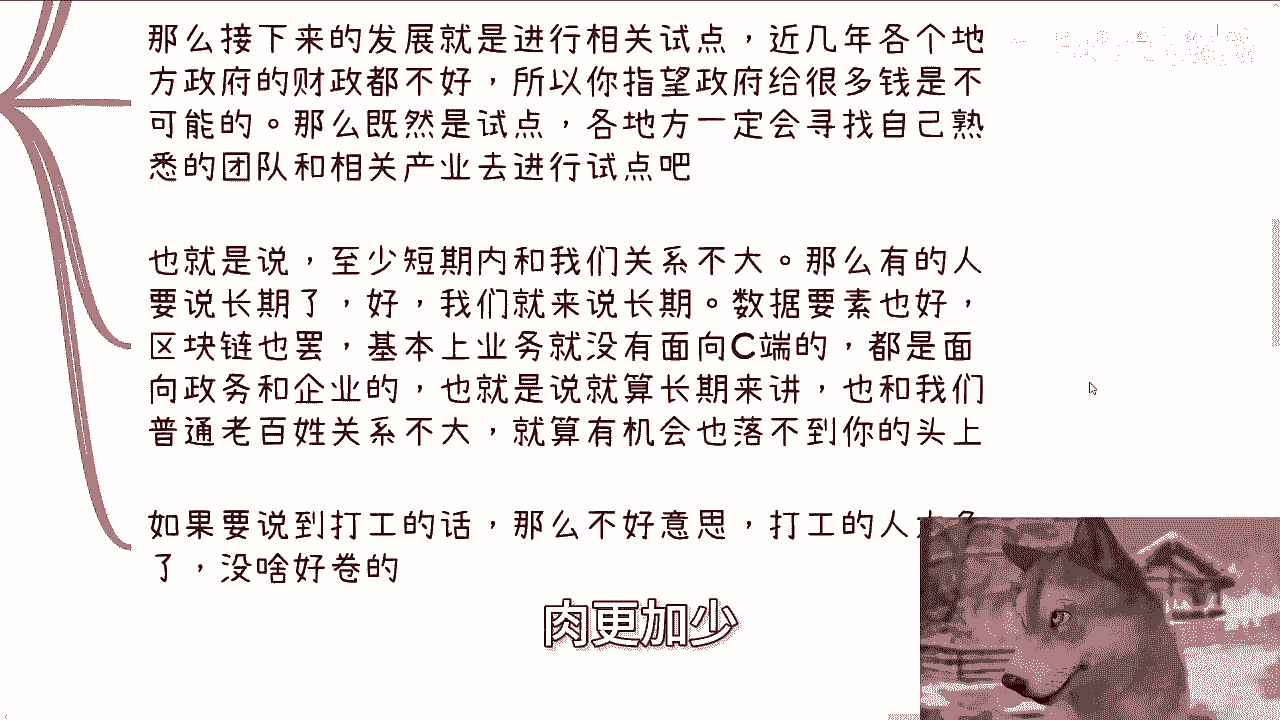 那么接下来的发展就是进行相关试点，近几年各个地
方政府的财政都不好，所以你指望政府给很多钱是不
可能的。那么既然是试点，各地方一定会寻找自己熟
悉的团队和相关产业去进行试点吧
也就是说，至少短期内和我们关系不大。那么有的人
要说长期了，好，我们就来说长期。数据要素也好，
区块链也罢，基本上业务就没有面向C端的，都是面
向政务和企业的，也就是说就算长期来讲，也和我们
普通老百姓关系不大，就算有机会也落不到你的头上
如果要说到打工的话，那么不好意思，打工的人
了，没啥好卷的
肉更加少